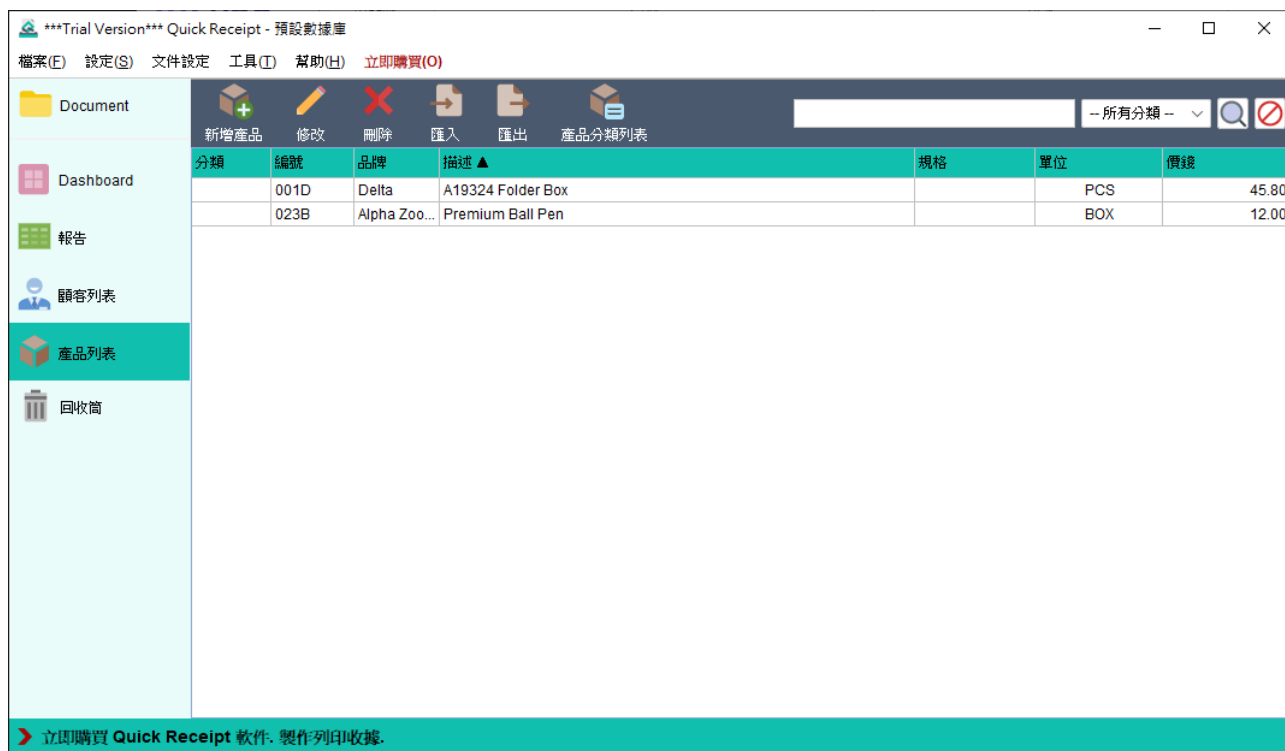 ***Trial Version*** Quick Receipt - 預設數據庫
檔案(F) 設定(S) 文件設定 工具(T) 幫助(H) 立即購買(O)
Document
新增產品 修改 刪除 匯入 匯出 產品分類列表
-- 所有分類 --
分類 編號 品牌 描述 ▲ 規格 單位 價錢
001D Delta A19324 Folder Box PCS 45.80
023B Alpha Zoo... Premium Ball Pen BOX 12.00
Dashboard
報告
顧客列表
產品列表
回收筒
立即購買 Quick Receipt 軟件. 製作列印收據.